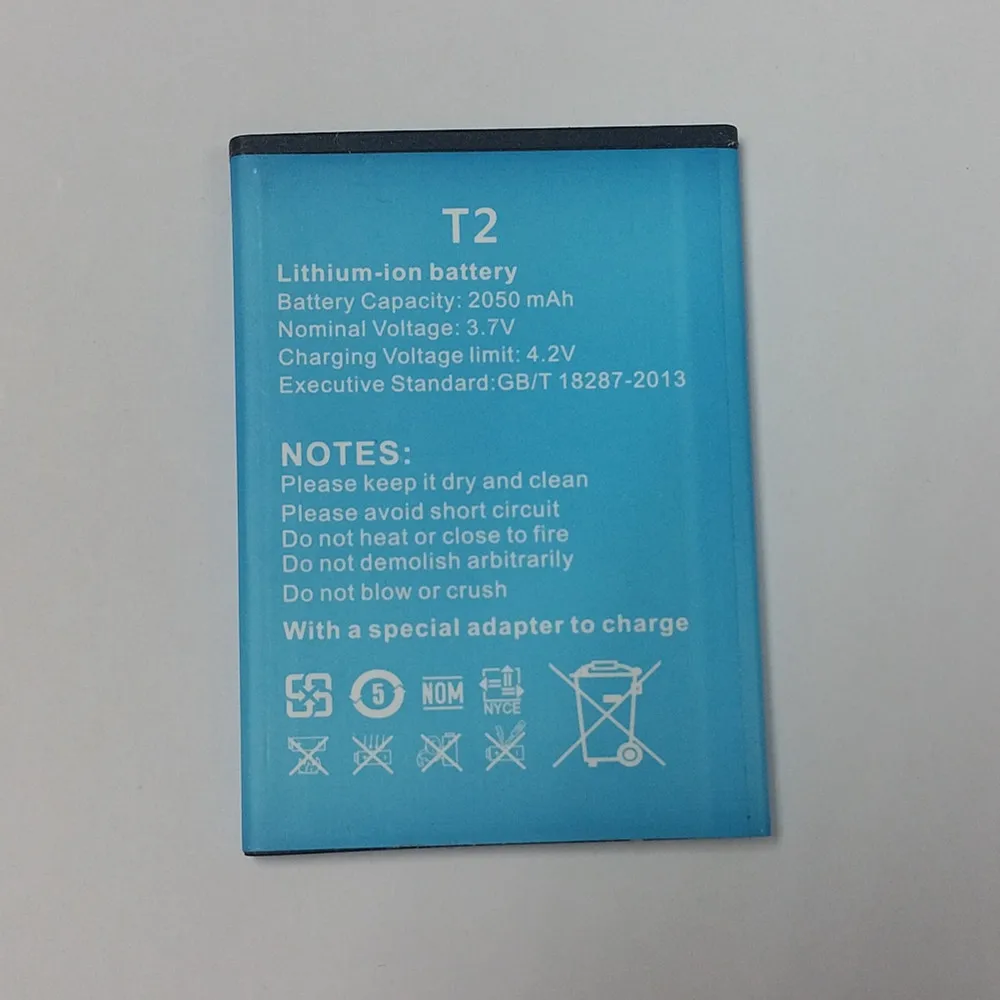 T2
Lithium-ion battery
Battery Capacity: 2050 mAh
Nominal Voltage: 3.7V
Charging Voltage limit: 4.2V
Executive Standard:GB/T 18287-2013
NOTES:
Please keep it dry and clean
Please avoid short circuit
Do not heat or close to fire
Do not demolish arbitrarily
Do not blow or crush
With a special adapter to charge
5 NOM
NYCE